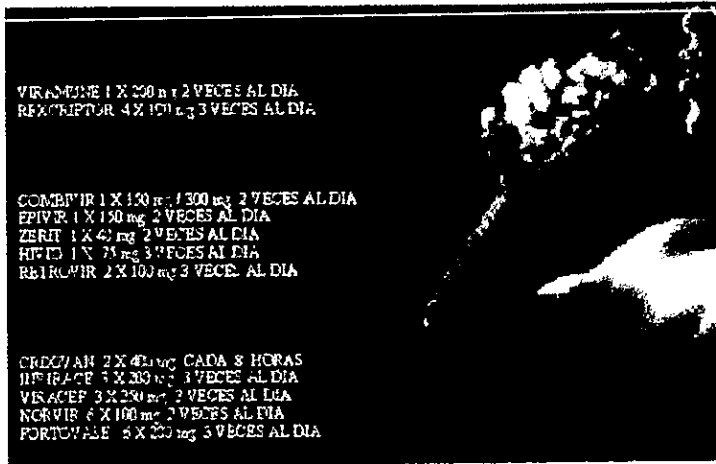 VIRAMUNE 1 X 200 mg 2 VECES AL DIA
REXCRIPTOR 4 X 100 mg 3 VECES AL DIA
COMBIVIR 1 X 150 mg / 300 mg 2 VECES AL DIA
EPIVIR 1 X 150 mg 2 VECES AL DIA
ZERIT 1 X 40 mg 2 VECES AL DIA
HIVID 1 X 75 mg 3 VECES AL DIA
RETROVIR 2 X 100 mg 3 VECEL AL DIA
CRIXIVAN 2 X 400 mg CADA 8 HORAS
3 X 200 mg 3 VECES AL DIA
VIRACEP 3 X 250 mg VECES AL DIA
NORVIR 6 X 100 mg 2 VECES AL DIA
FORTOVASE 6 X 200 mg 3 VECES AL DIA